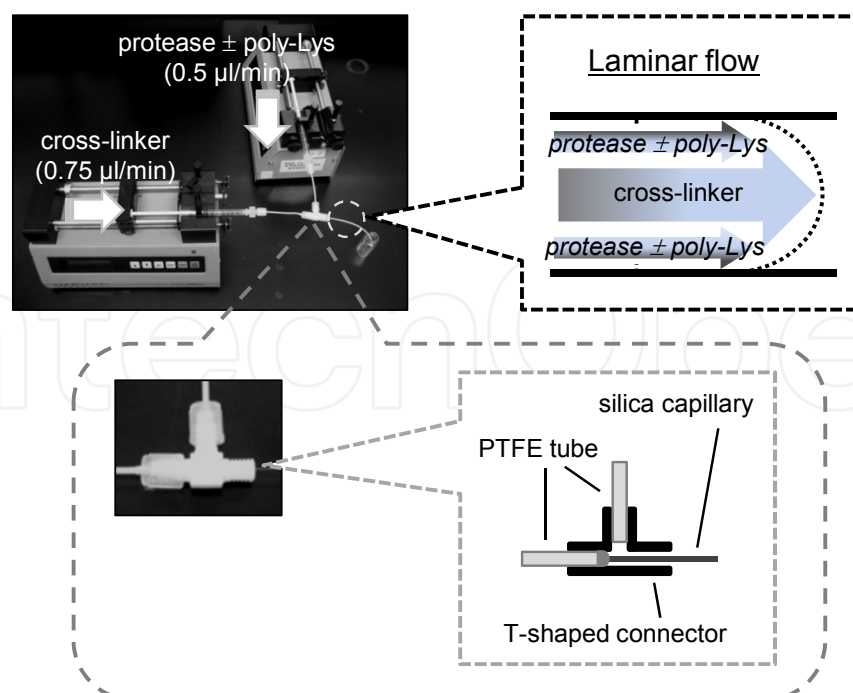 protease ± poly-Lys
(0.5 µl/min)
cross-linker
(0.75 µl/min)
Laminar flow
protease ± poly-Lys
cross-linker
protease ± poly-Lys
silica capillary
PTFE tube
T-shaped connector